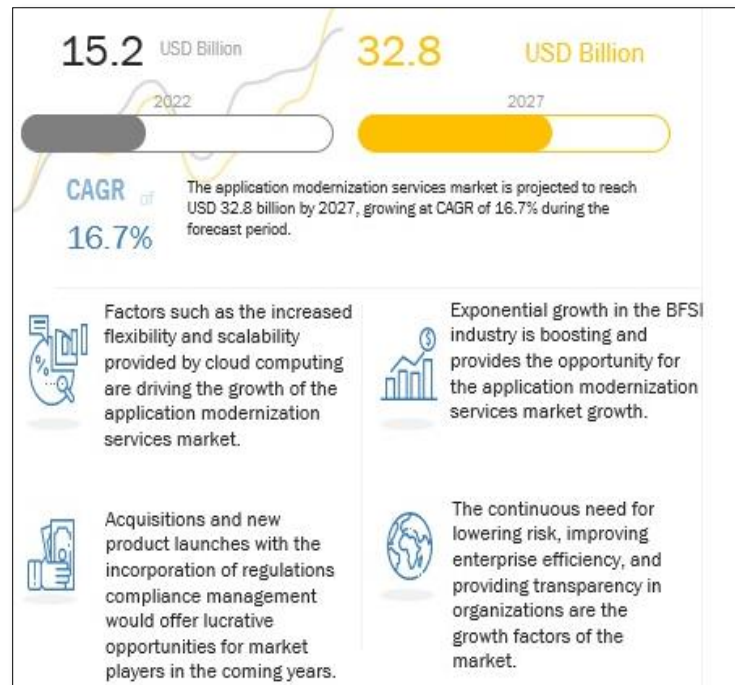 15.2 USD Billion
32.8 USD Billion
2022
2027
CAGR of
16.7%
The application modernization services market is projected to reach
USD 32.8 billion by 2027, growing at CAGR of 16.7% during the
forecast period.
Factors such as the increased
flexibility and scalability
provided by cloud computing
are driving the growth of the
application modernization
services market.
Exponential growth in the BFSI
industry is boosting and
provides the opportunity for
the application modernization
services market growth.
Acquisitions and new
product launches with the
incorporation of regulations
compliance management
would offer lucrative
opportunities for market
players in the coming years.
The continuous need for
lowering risk, improving
enterprise efficiency, and
providing transparency in
organizations are the
growth factors of the
market.